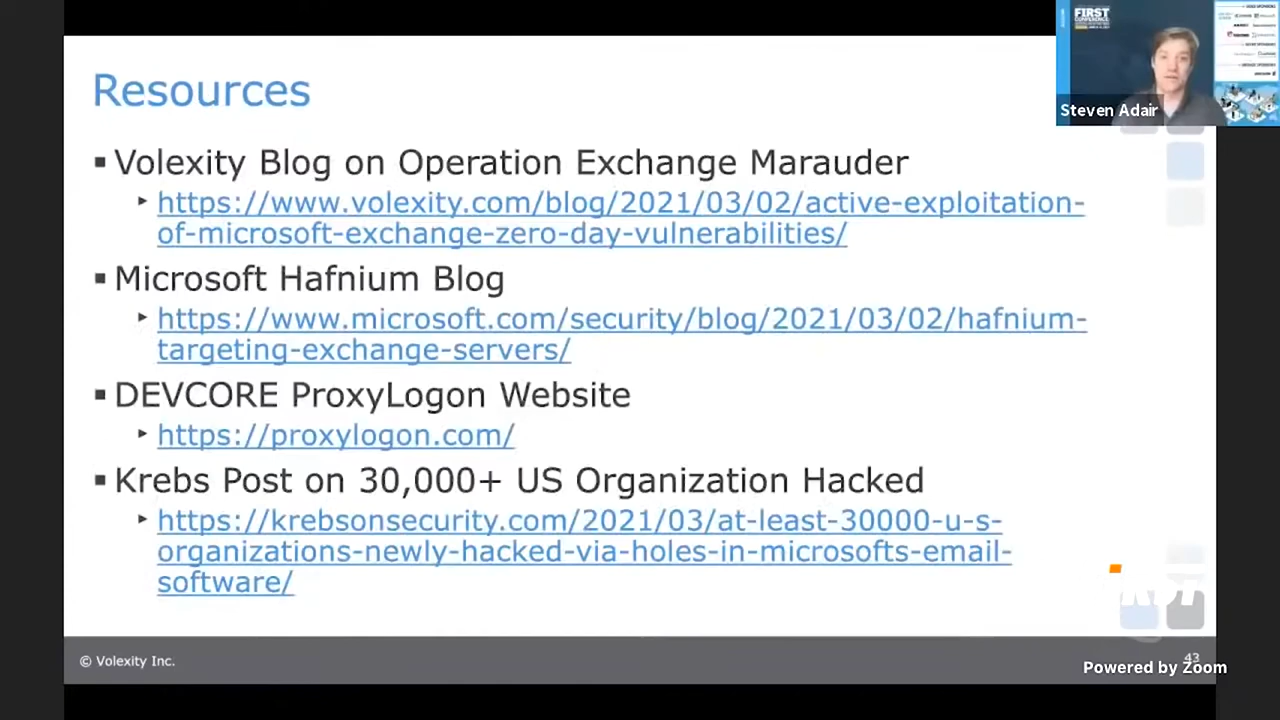 Resources
▪ Volexity Blog on Operation Exchange Marauder
‣ https://www.volexity.com/blog/2021/03/02/active-exploitation-
of-microsoft-exchange-zero-day-vulnerabilities/
▪ Microsoft Hafnium Blog
‣ https://www.microsoft.com/security/blog/2021/03/02/hafnium-
targeting-exchange-servers/
▪ DEVCORE ProxyLogon Website
‣ https://proxylogon.com/
▪ Krebs Post on 30,000+ US Organization Hacked
‣ https://krebsonsecurity.com/2021/03/at-least-30000-u-s-
organizations-newly-hacked-via-holes-in-microsofts-email-
software/
© Volexity Inc.
43
Powered by Zoom
FIRST
CONFERENCE
Steven Adair